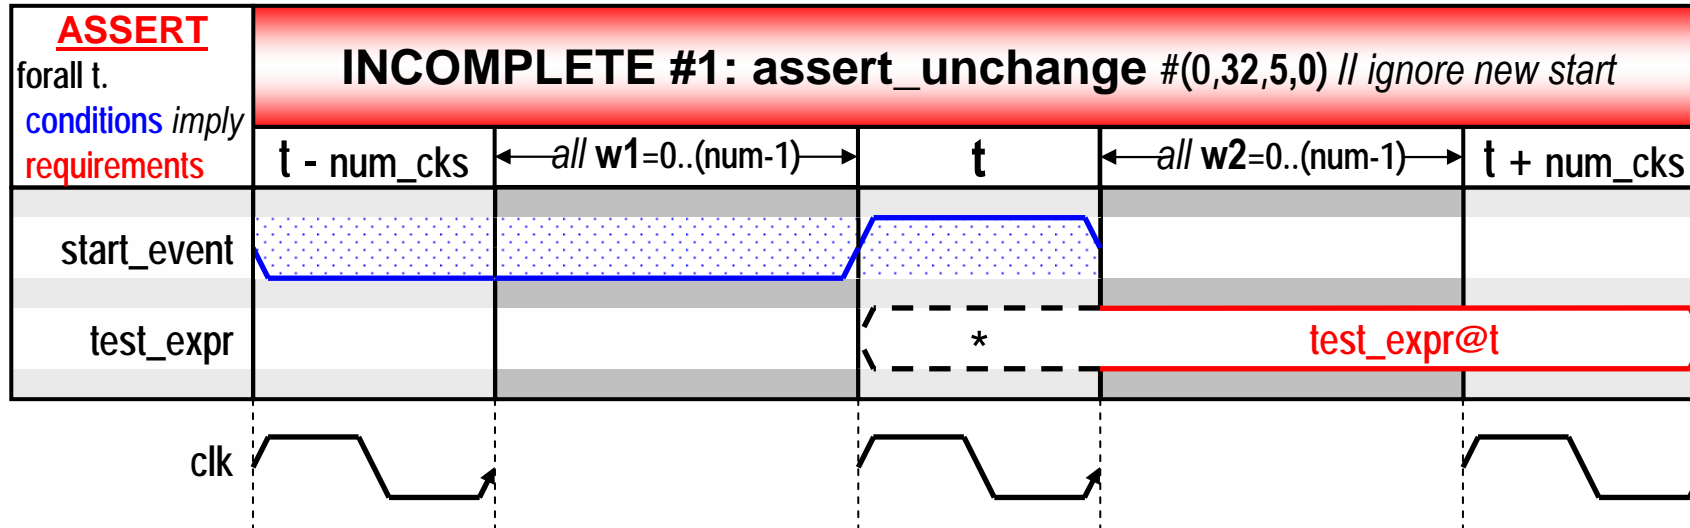 ASSERT
forall t.
conditions imply
requirements
INCOMPLETE #1: assert_unchange #(0,32,5,0) // ignore new start
t - num_cks
all w1=0..(num-1)
t
all w2=0..(num-1)
t + num_cks
start_event
test_expr
*
test_expr@t
clk